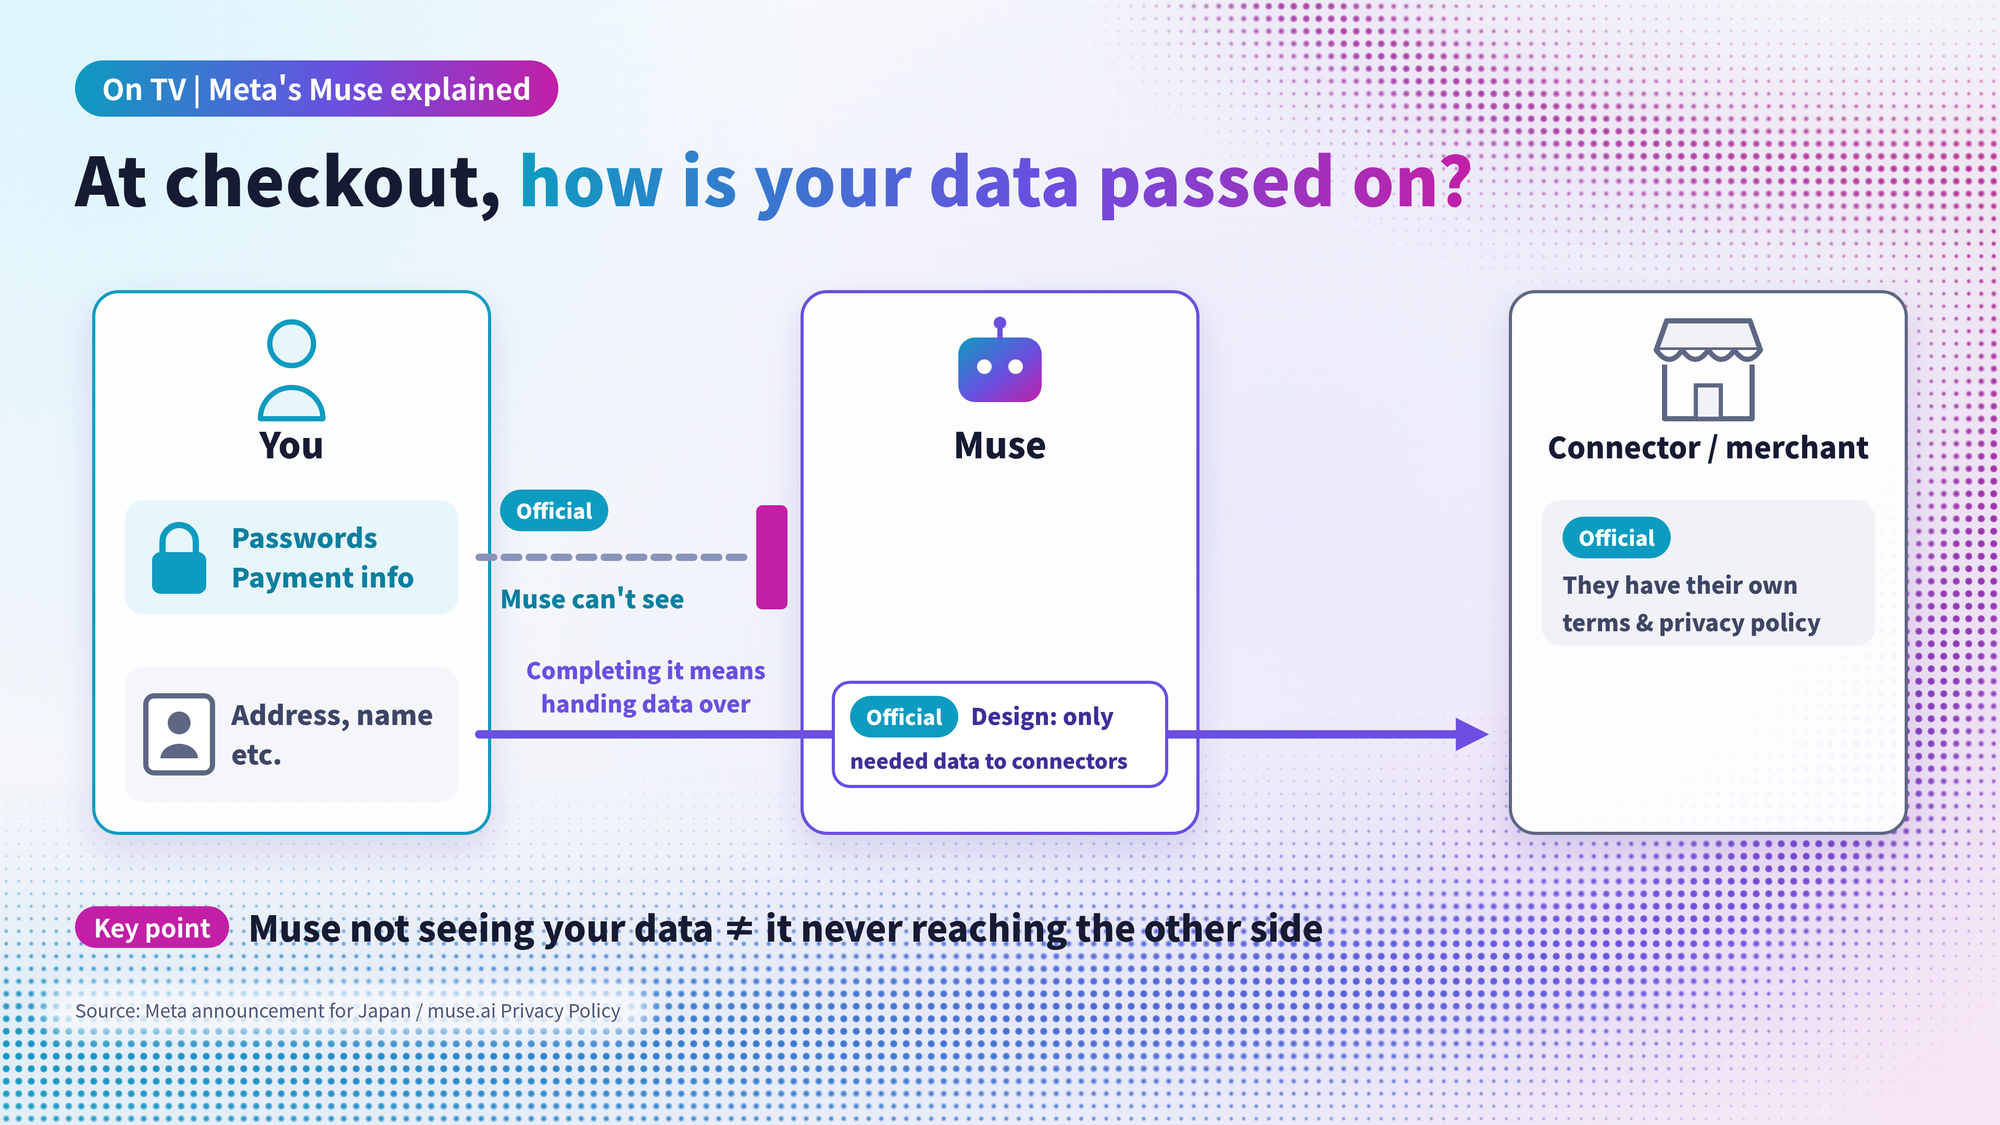 On TV | Meta's Muse explained
At checkout, how is your data passed on?
You
Passwords
Payment info
Address, name
etc.
Official
Muse can't see
Completing it means
handing data over
Muse
Official Design: only
needed data to connectors
Connector / merchant
Official
They have their own
terms & privacy policy
Key point Muse not seeing your data ≠ it never reaching the other side
Source: Meta announcement for Japan / muse.ai Privacy Policy